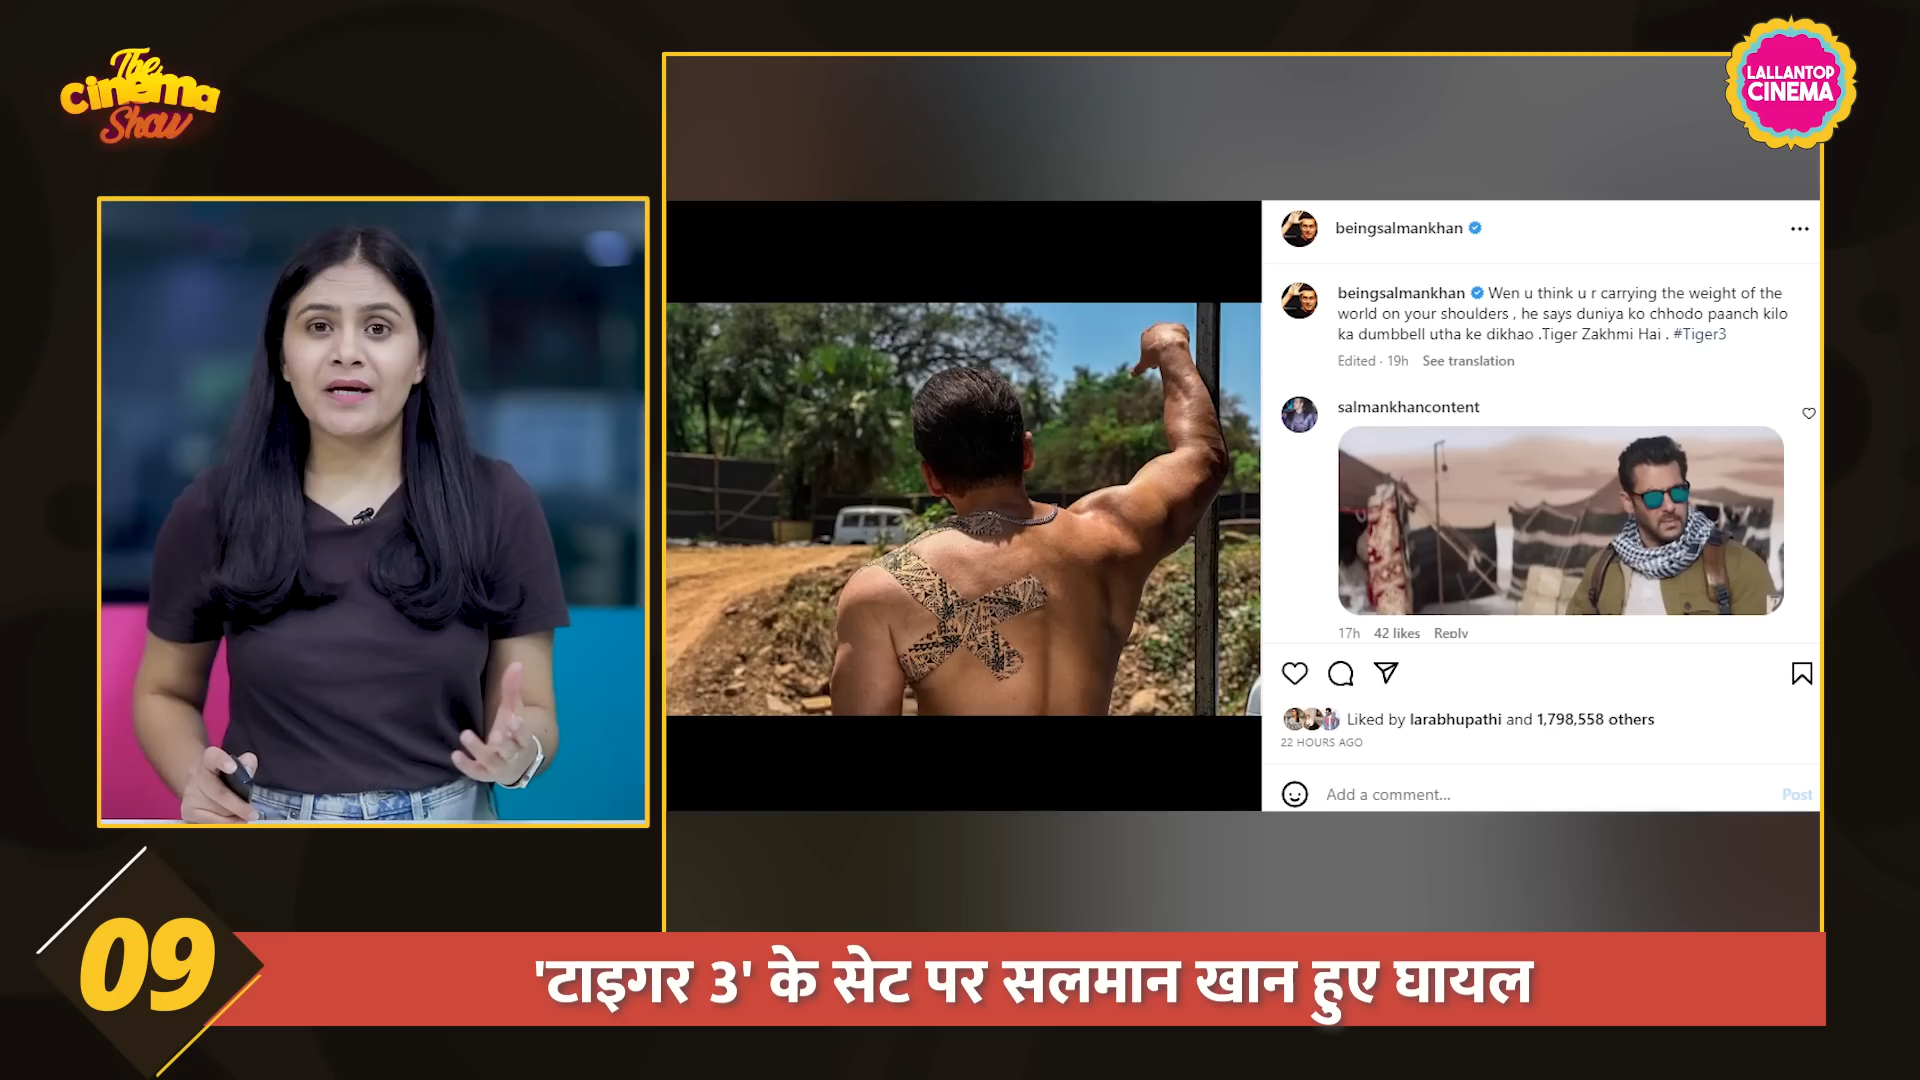 The
Cinema
Show
LALLANTOP
CINEMA
beingsalmankhan
beingsalmankhan Wen u think u r carrying the weight of the
world on your shoulders , he says duniya ko chhodo paanch kilo
ka dumbbell utha ke dikhao .Tiger Zakhmi Hai . #Tiger3
Edited · 19h See translation
salmankhancontent
17h 42 likes Reply
Liked by larabhupathi and 1,798,558 others
22 HOURS AGO
Add a comment... Post
09
'टाइगर 3' के सेट पर सलमान खान हुए घायल